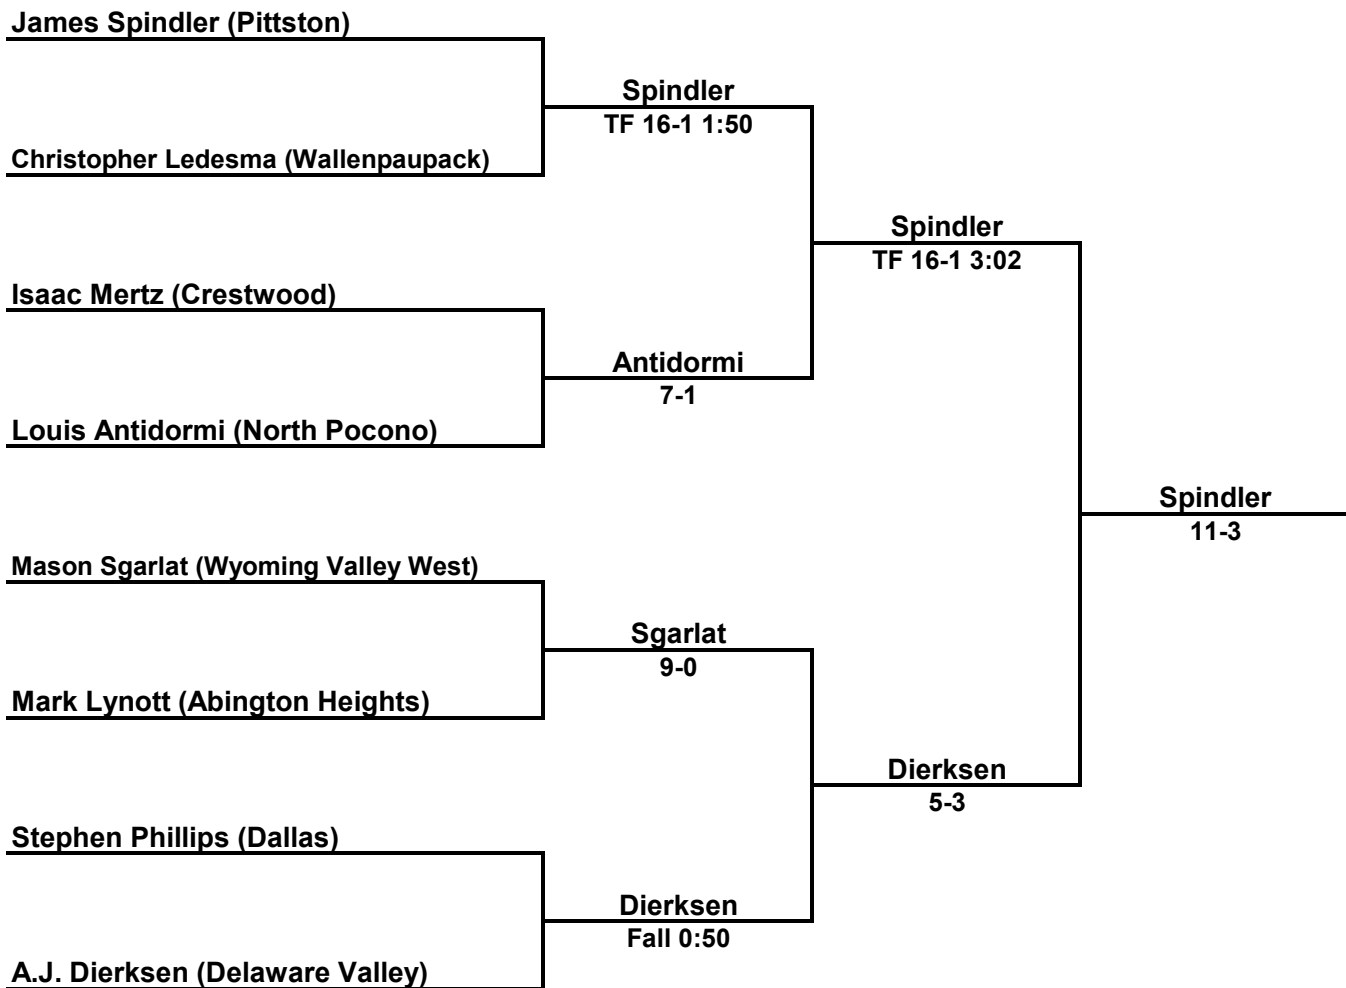 James Spindler (Pittston)
Spindler
TF 16-1 1:50
Christopher Ledesma (Wallenpaupack)
Spindler
TF 16-1 3:02
Isaac Mertz (Crestwood)
Antidormi
7-1
Louis Antidormi (North Pocono)
Spindler
11-3
Mason Sgarlat (Wyoming Valley West)
Sgarlat
9-0
Mark Lynott (Abington Heights)
Dierksen
5-3
Stephen Phillips (Dallas)
Dierksen
Fall 0:50
A.J. Dierksen (Delaware Valley)